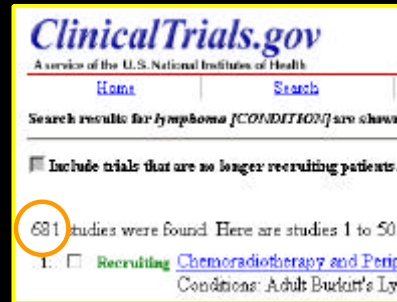 ClinicalTrials.gov
A service of the U.S. National Institutes of Health
Home Search
Search results for lymphoma [CONDITION] are shown
Include trials that are no longer recruiting patients.
681 studies were found. Here are studies 1 to 50
1. Recruiting Chemoradiotherapy and Perip
Conditions: Adult Burkitt's Ly